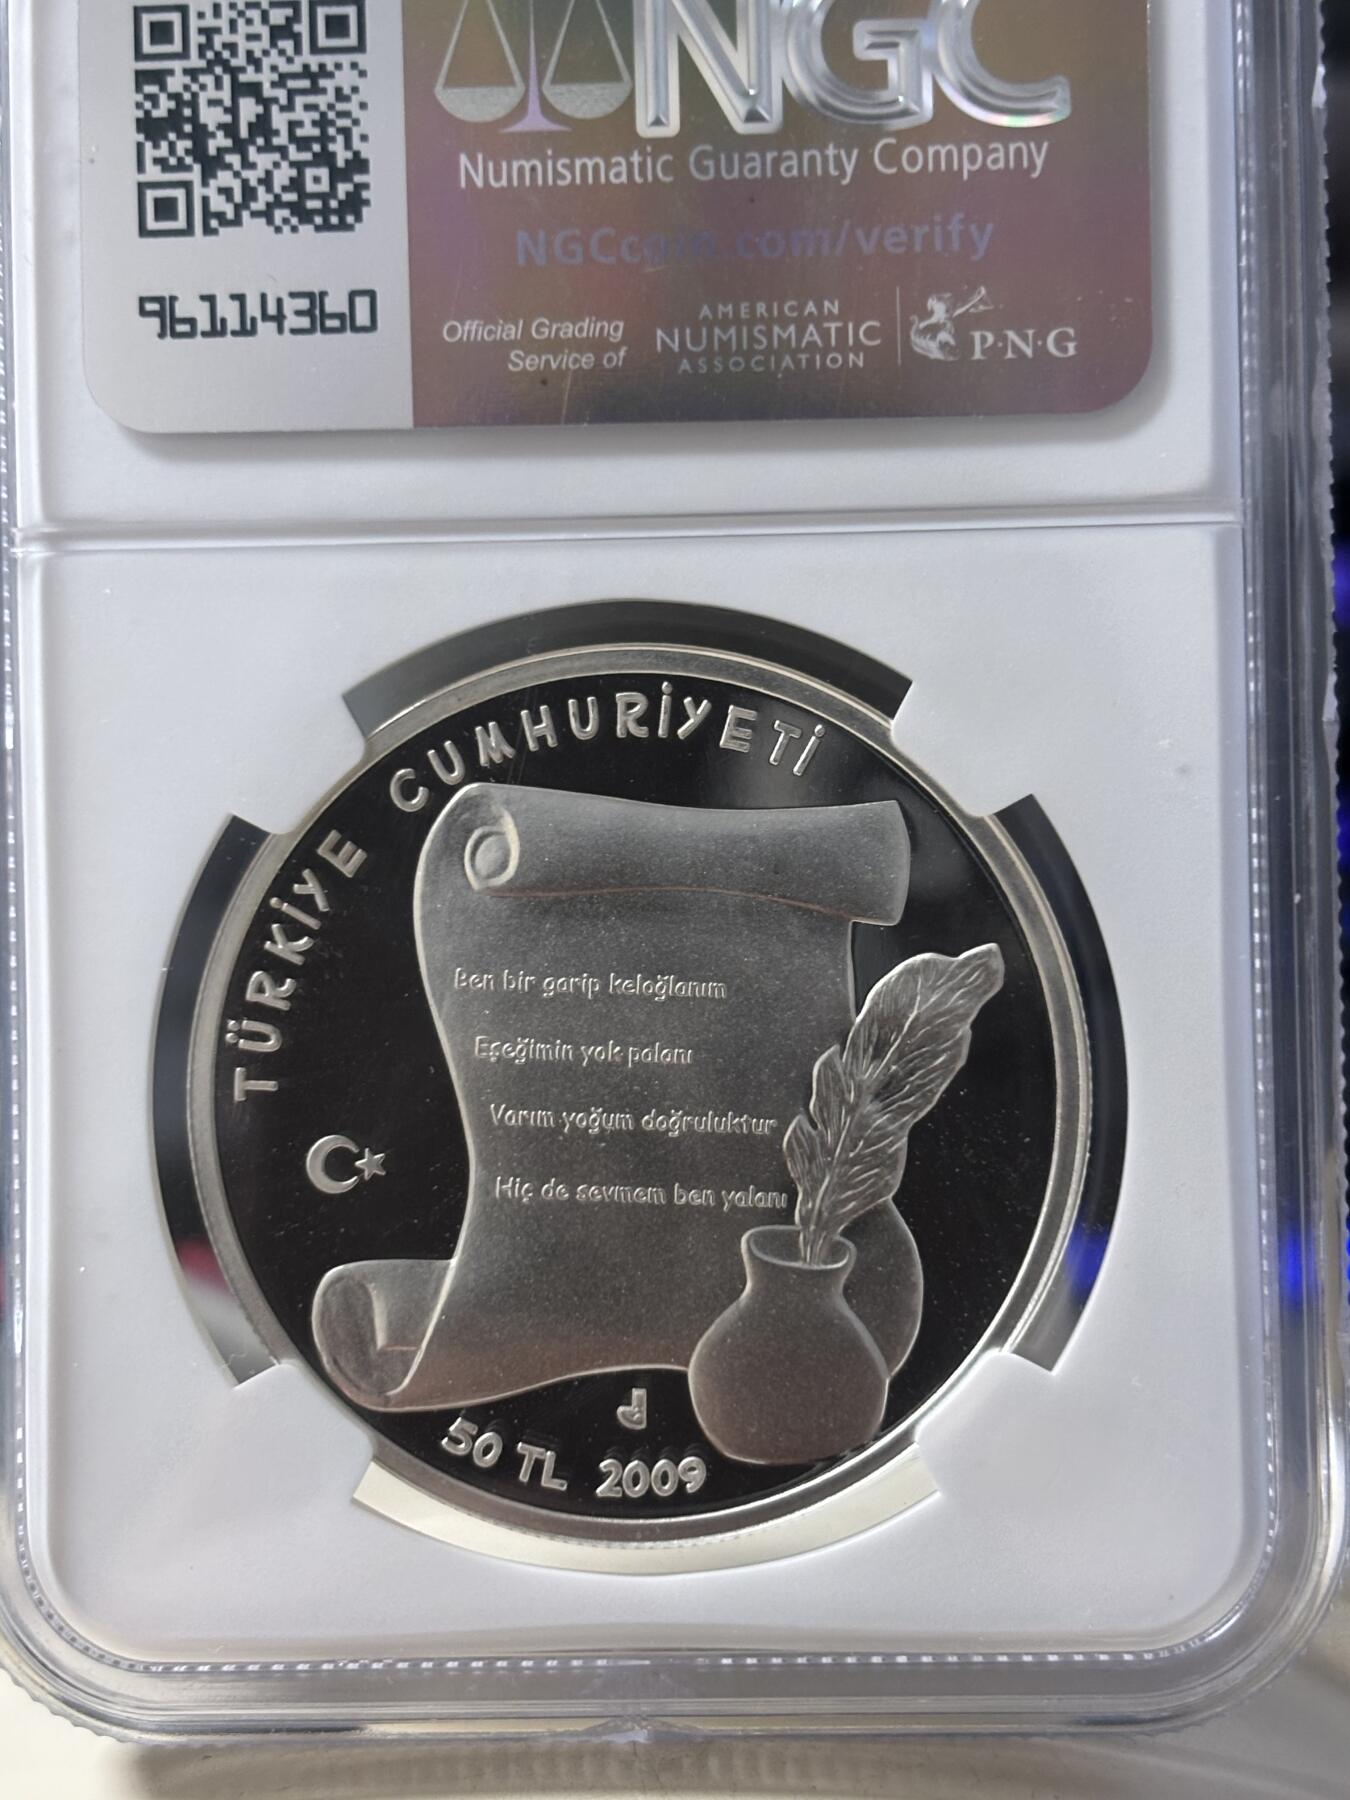 NGC
Numismatic Guaranty Company
NGCcoin.com/verify
96114360
Official Grading
Service of
AMERICAN
NUMISMATIC
ASSOCIATION
P·N·G
TÜRKİYE CUMHURİYETİ
Ben bir garip keloğlanım
Eşeğimin yok palanı
Varım yoğum doğruluktur
Hiç de sevmem ben yalanı
50 TL 2009